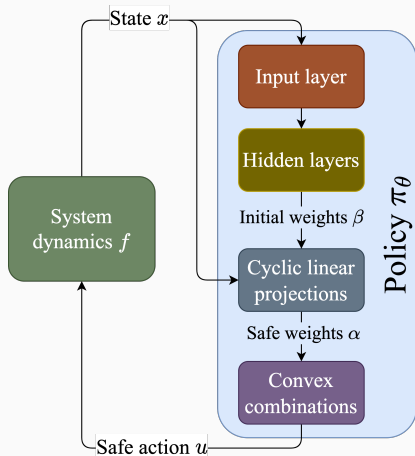 State x
Input layer
Hidden layers
Initial weights β
System
dynamics f
Cyclic linear
projections
Policy π_θ
Safe weights α
Convex
combinations
Safe action u